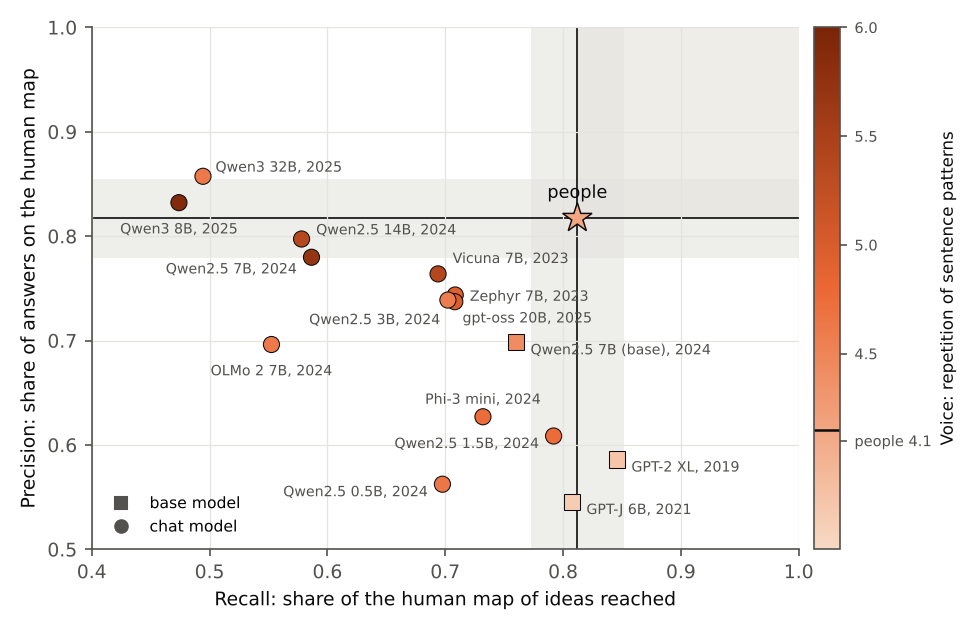 1.0
0.9
0.8
0.7
0.6
0.5
Precision: share of answers on the human map
people
Qwen3 32B, 2025
Qwen3 8B, 2025
Qwen2.5 14B, 2024
Qwen2.5 7B, 2024
Vicuna 7B, 2023
Zephyr 7B, 2023
gpt-oss 20B, 2025
Qwen2.5 3B, 2024
Qwen2.5 7B (base), 2024
OLMo 2 7B, 2024
Phi-3 mini, 2024
Qwen2.5 1.5B, 2024
GPT-2 XL, 2019
Qwen2.5 0.5B, 2024
GPT-J 6B, 2021
base model
chat model
0.4
0.5
0.6
0.7
0.8
0.9
1.0
Recall: share of the human map of ideas reached
6.0
5.5
5.0
4.5
people 4.1
Voice: repetition of sentence patterns